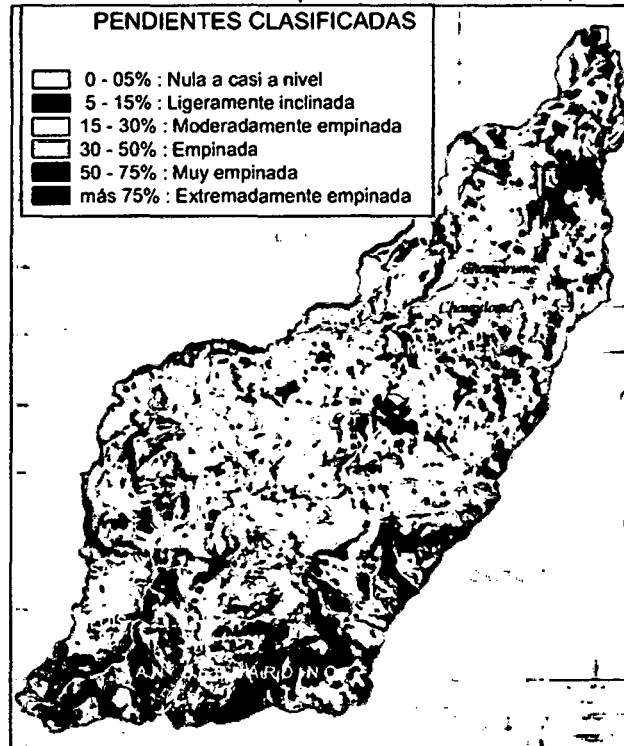 PENDIENTES CLASIFICADAS
0 - 05% : Nula a casi a nivel
5 - 15% : Ligeramente inclinada
15 - 30% : Moderadamente empinada
30 - 50% : Empinada
50 - 75% : Muy empinada
más 75% : Extremadamente empinada